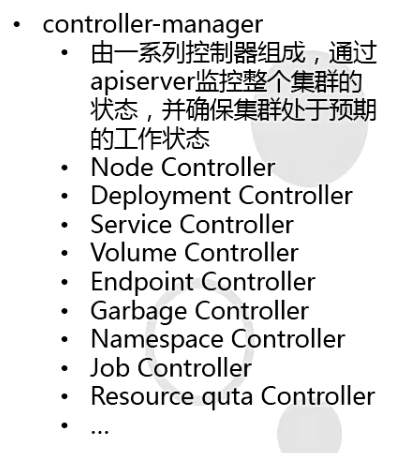 • controller-manager
• 由一系列控制器组成，通过
apiserver监控整个集群的
状态，并确保集群处于预期
的工作状态
• Node Controller
• Deployment Controller
• Service Controller
• Volume Controller
• Endpoint Controller
• Garbage Controller
• Namespace Controller
• Job Controller
• Resource quta Controller
• ...